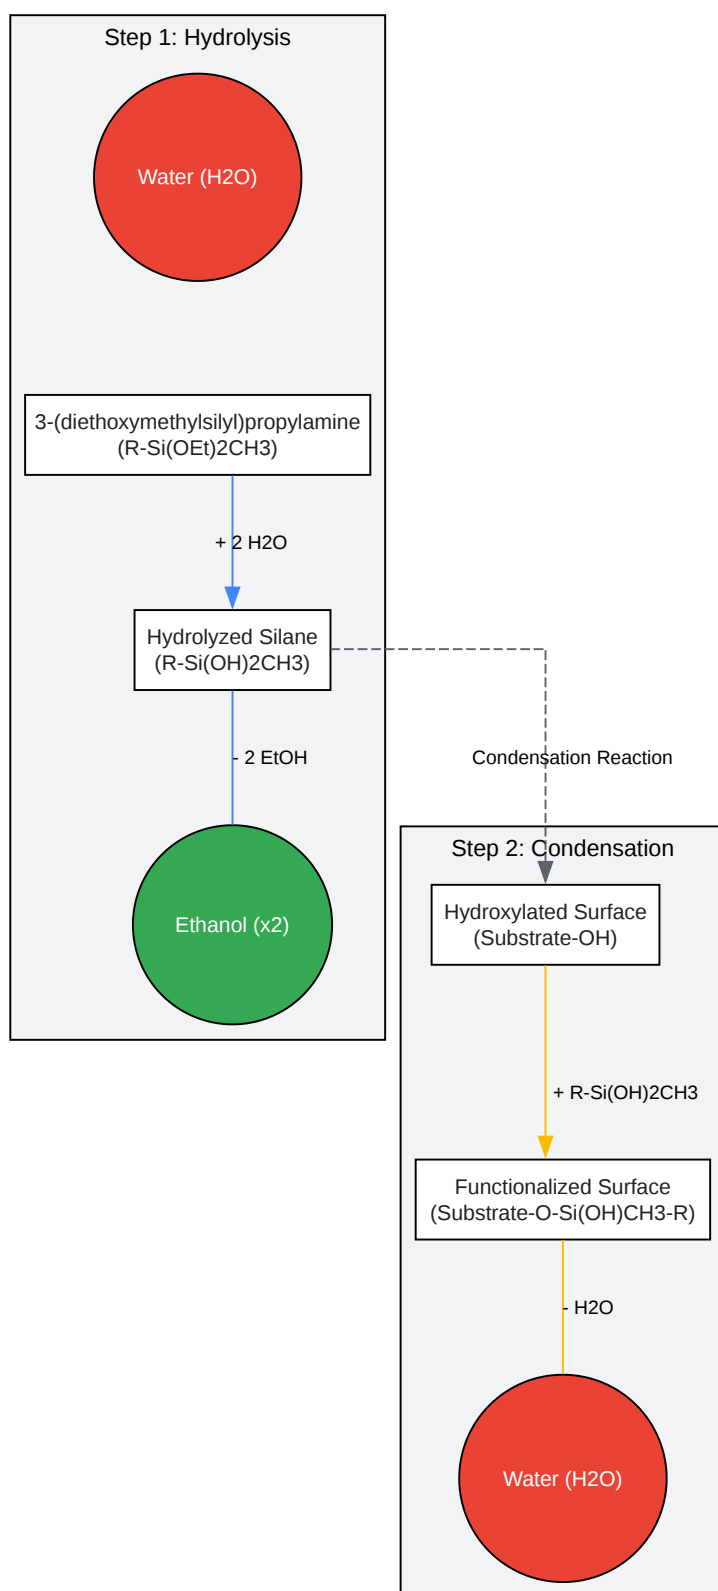 Step 1: Hydrolysis
Water (H2O)
3-(diethoxymethylsilyl)propylamine
(R-Si(OEt)2CH3)
+ 2 H2O
Hydrolyzed Silane
(R-Si(OH)2CH3)
- 2 EtOH
Condensation Reaction
Ethanol (x2)
Step 2: Condensation
Hydroxylated Surface
(Substrate-OH)
+ R-Si(OH)2CH3
Functionalized Surface
(Substrate-O-Si(OH)CH3-R)
- H2O
Water (H2O)